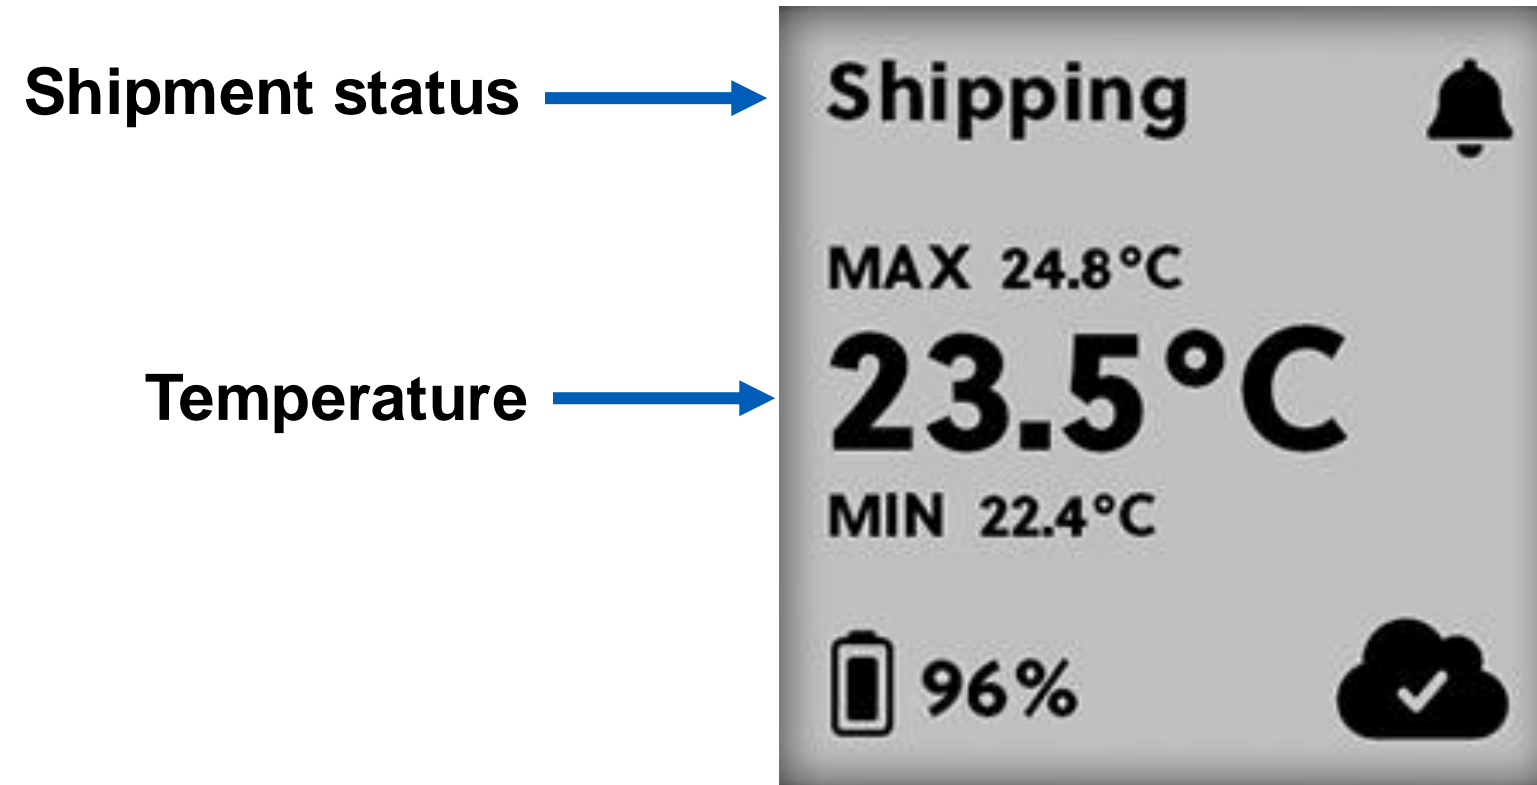 Shipment status
Shipping
MAX 24.8°C
Temperature
23.5°C
MIN 22.4°C
96%